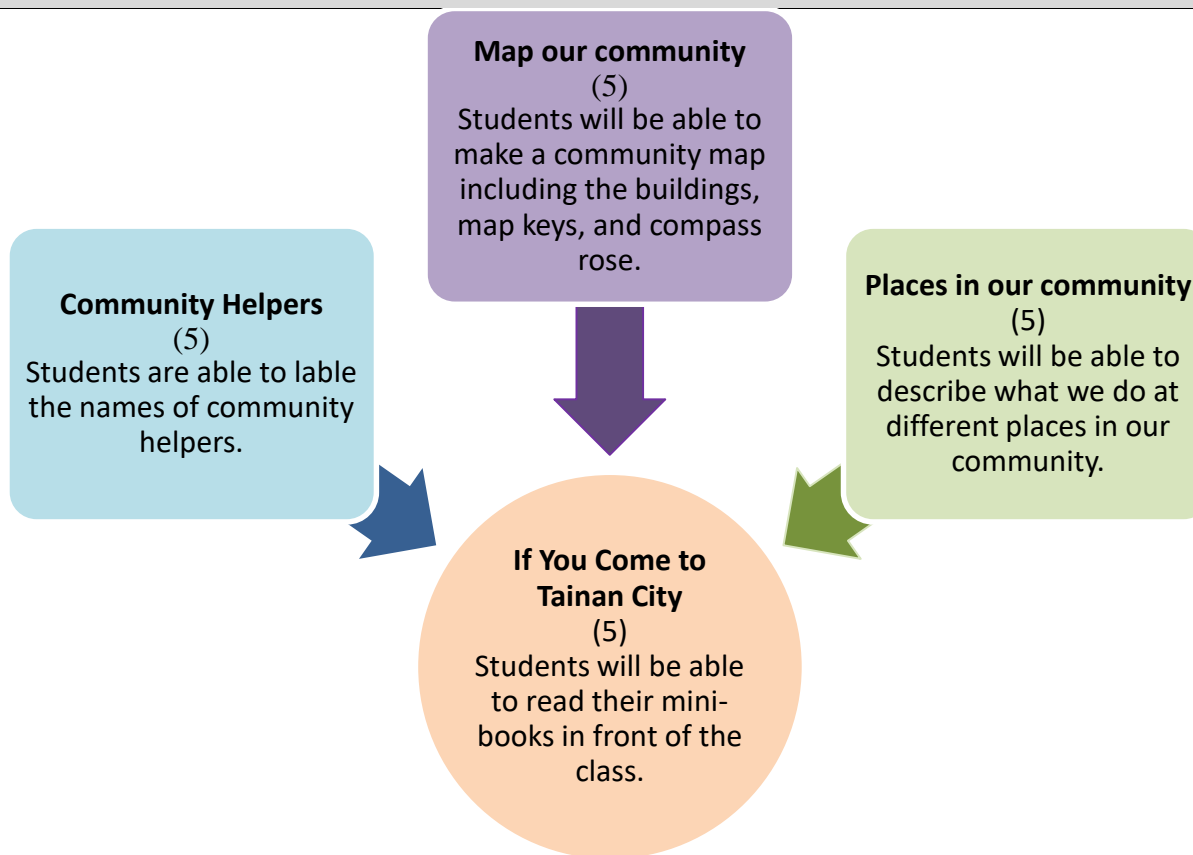 Map our community
(5)
Students will be able to
make a community map
including the buildings,
map keys, and compass
rose.
Community Helpers
(5)
Students are able to lable
the names of community
helpers.
Places in our community
(5)
Students will be able to
describe what we do at
different places in our
community.
If You Come to
Tainan City
(5)
Students will be able
to read their mini-
books in front of the
class.